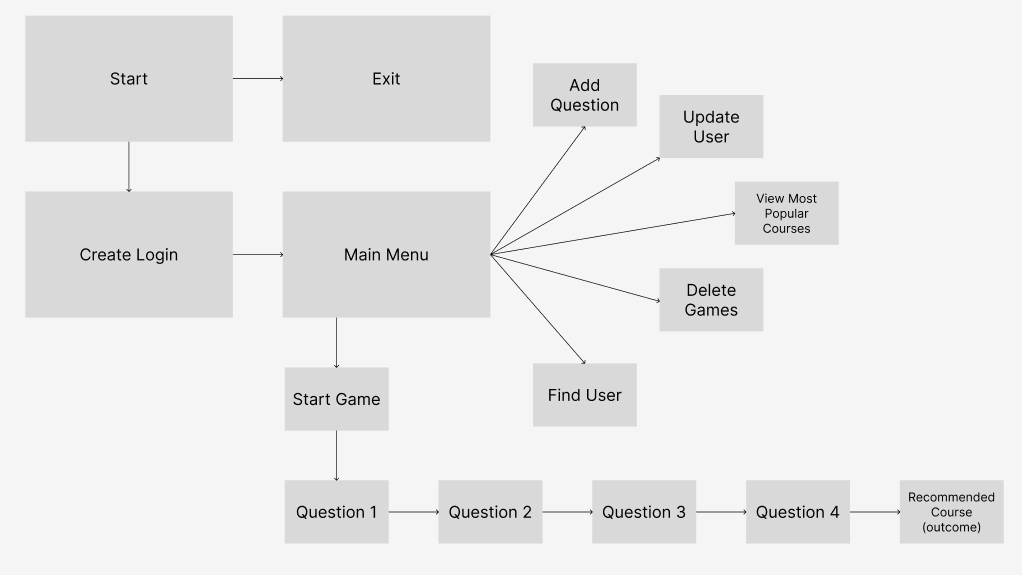 Start
Exit
Add
Question
Update
User
View Most
Popular
Courses
Create Login
Main Menu
Delete
Games
Find User
Start Game
Question 1
Question 2
Question 3
Question 4
Recommended
Course
(outcome)